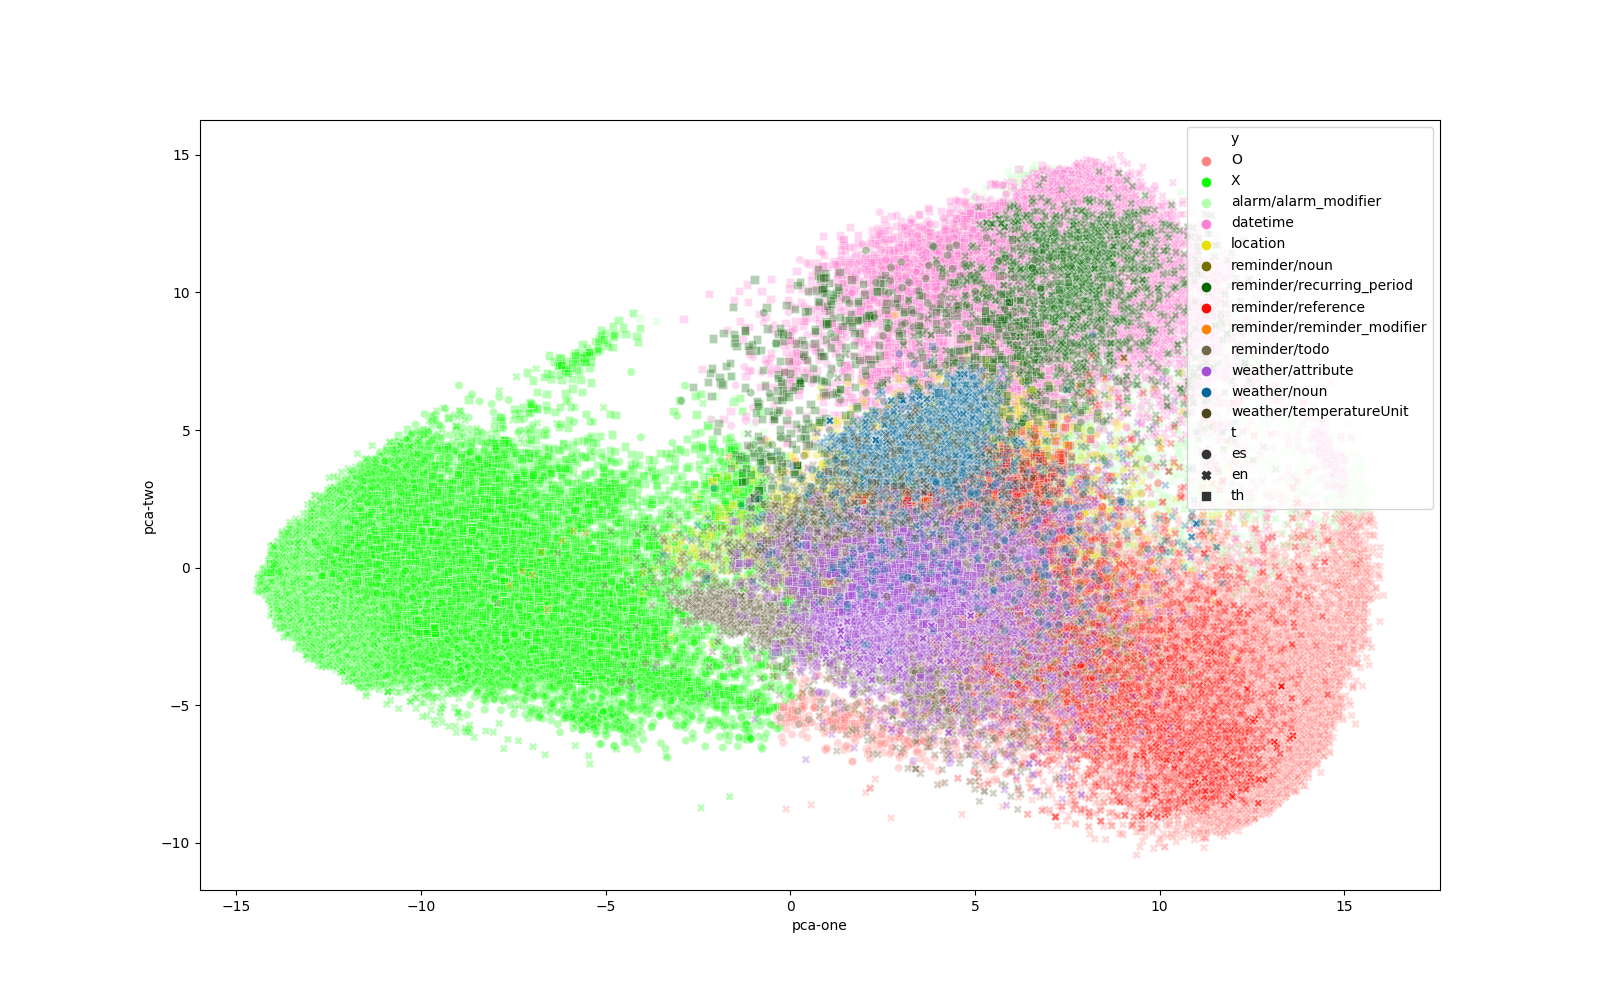 y
O
X
alarm/alarm_modifier
datetime
location
reminder/noun
reminder/recurring_period
reminder/reference
reminder/reminder_modifier
reminder/todo
weather/attribute
weather/noun
weather/temperatureUnit
t
es
en
th
15
10
5
0
−5
−10
pca-two
−15
−10
−5
0
5
10
15
pca-one